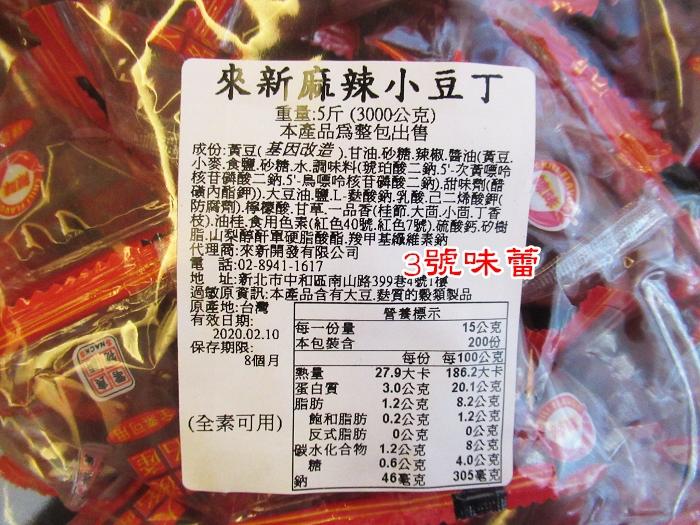 來新麻辣小豆丁
重量:5斤 (3000公克)
本產品為整包出售
成份:黃豆(基因改造).甘油.砂糖.辣椒.醬油(黃豆.
小麥.食鹽.砂糖.水.調味料(琥珀酸二鈉.5'-次黃嘌呤
核苷磷酸二鈉.5'-鳥嘌呤核苷磷酸二鈉).甜味劑(醋
磺內酯鉀)).大豆油.鹽.L-麩酸鈉.乳酸.己二烯酸鉀(
防腐劑).檸檬酸.甘草.一品香(桂節.大茴.小茴.丁香
枝).油桂.食用色素(紅色40號.紅色7號).硫酸鈣.矽樹
脂.山梨醇酐單硬脂酸酯.羧甲基纖維素鈉
代理商:來新開發有限公司
電　話:02-8941-1617
3號味蕾
地　址:新北市中和區南山路399巷4號1樓
過敏原資訊:本產品含有大豆.麩質的穀類製品
原產地:台灣
有效日期:
2020.02.10
保存期限:
8個月
(全素可用)
營養標示
每一份量 15公克
本包裝含 200份
每份 每100公克
熱量 27.9大卡 186.2大卡
蛋白質 3.0公克 20.1公克
脂肪 1.2公克 8.2公克
飽和脂肪 0.2公克 1.2公克
反式脂肪 0公克 0公克
碳水化合物 1.2公克 8公克
糖 0.6公克 4.0公克
鈉 46毫克 305毫克